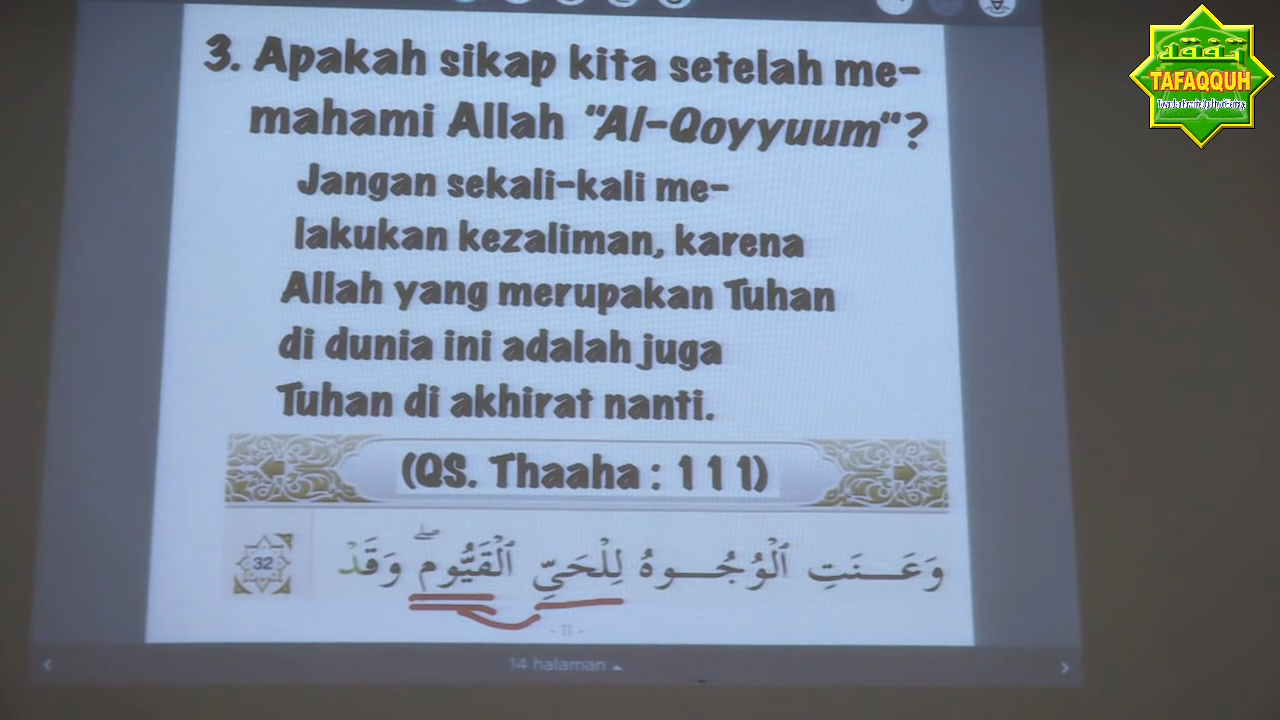 3. Apakah sikap kita setelah me-
mahami Allah “Al-Qoyyuum“?
Jangan sekali-kali me-
lakukan kezaliman, karena
Allah yang merupakan Tuhan
di dunia ini adalah juga
Tuhan di akhirat nanti.
(QS. Thaaha : 111)
32
وَعَنَتِ ٱلْوُجُوهُ لِلْحَيِّ ٱلْقَيُّومِ ۖ وَقَدْ
- 11 -
14 halaman
TAFAQQUH